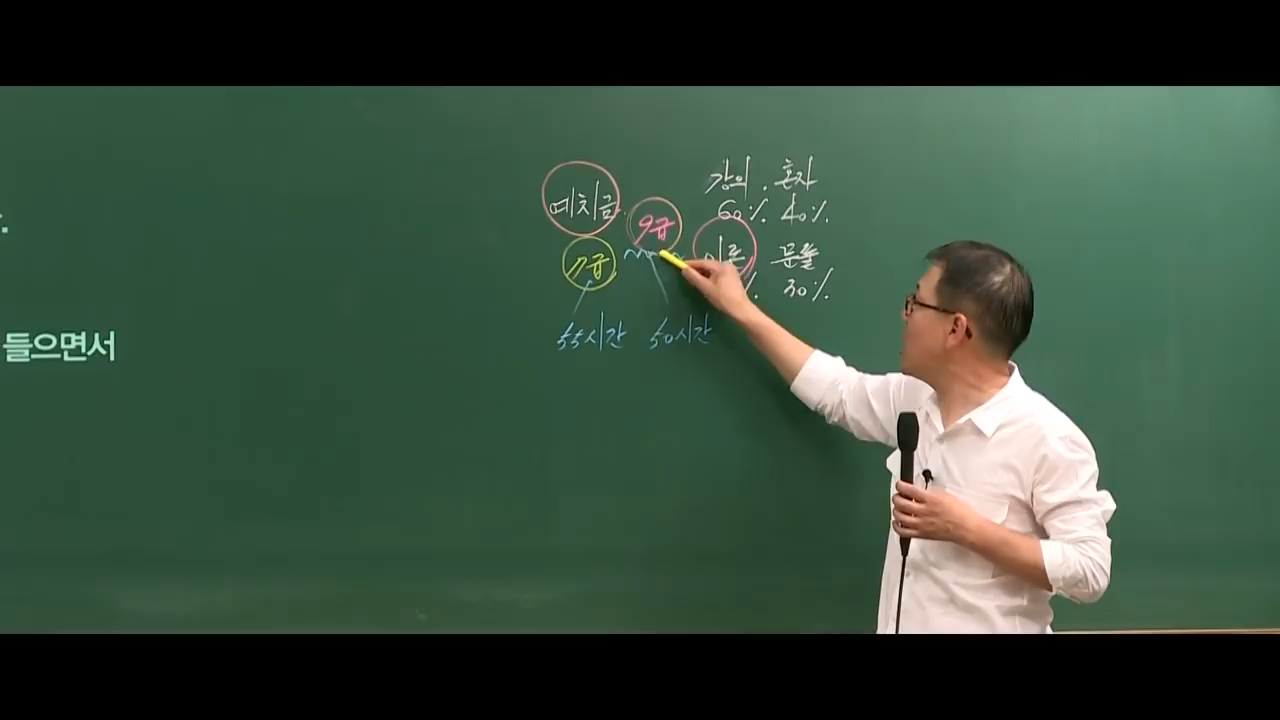 .
들으면서
예치금.
9급
7급
55시간 50시간
강의 . 혼자
60% 40%
이론 문풀
% 30%